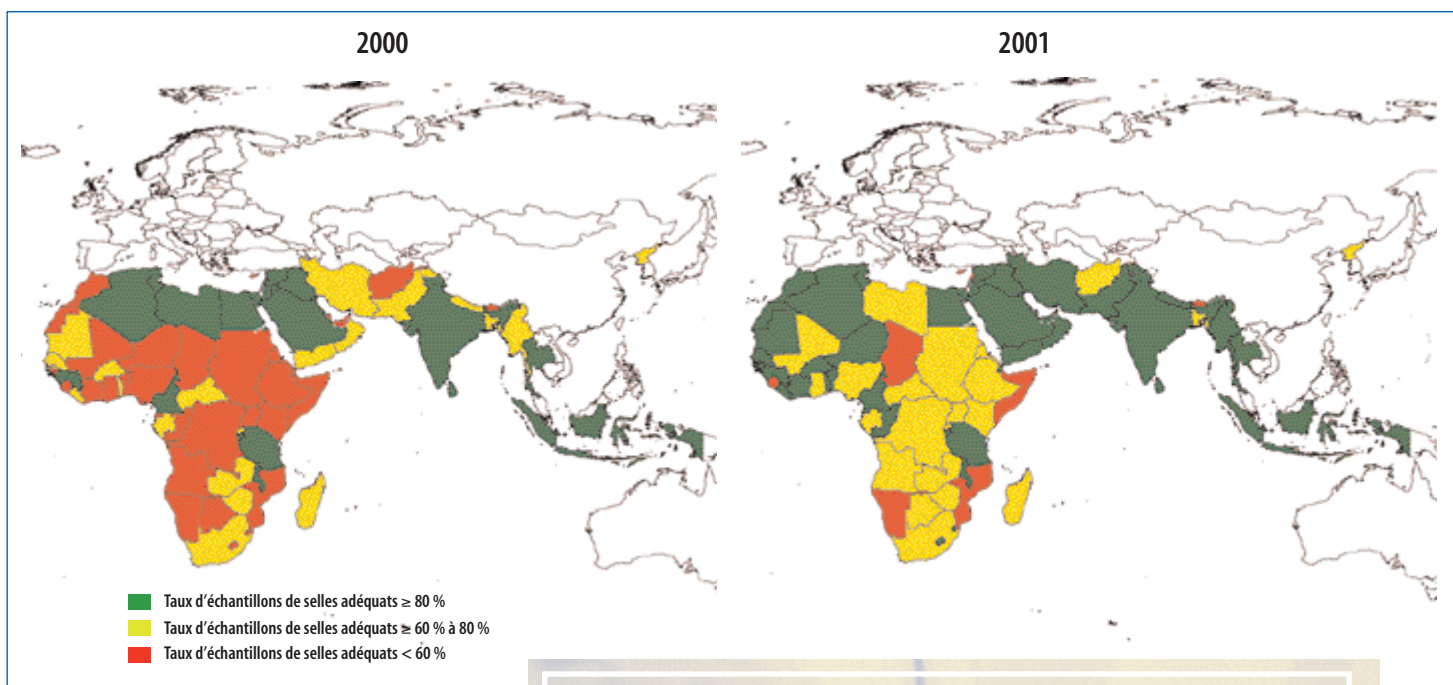 2000
2001
Taux d'échantillons de selles adéquats ≥ 80 %
Taux d'échantillons de selles adéquats ≥ 60 % à 80 %
Taux d'échantillons de selles adéquats < 60 %